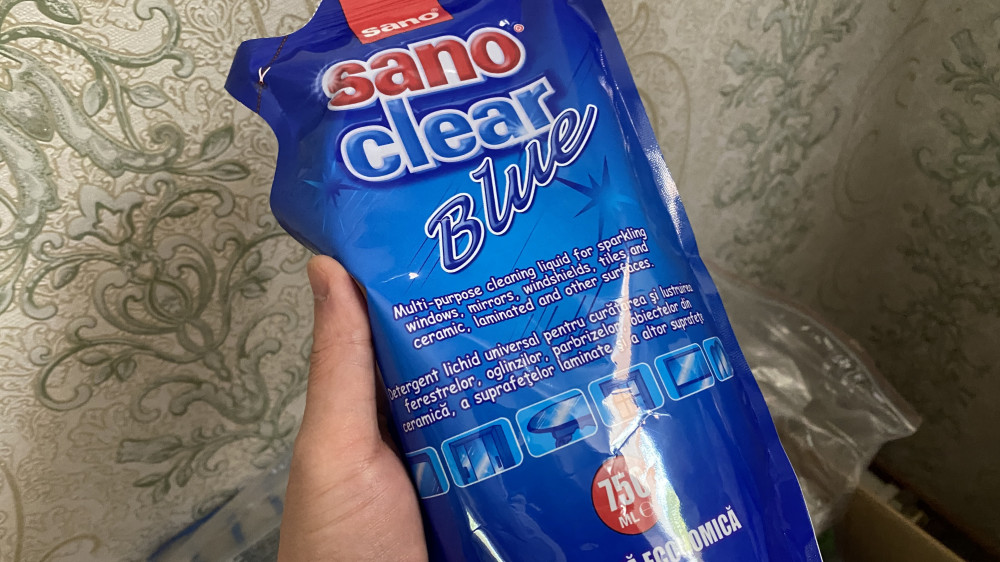 sano®
sano®
clear
Blue
Multi-purpose cleaning liquid for sparkling
windows, mirrors, windshields, tiles and
ceramic, laminated and other surfaces.
Detergent lichid universal pentru curățarea și lustruirea
ferestrelor, oglinzilor, parbrizelor, obiectelor din
ceramică, a suprafețelor laminate și a altor suprafețe
750
ML e
ECONOMICĂ